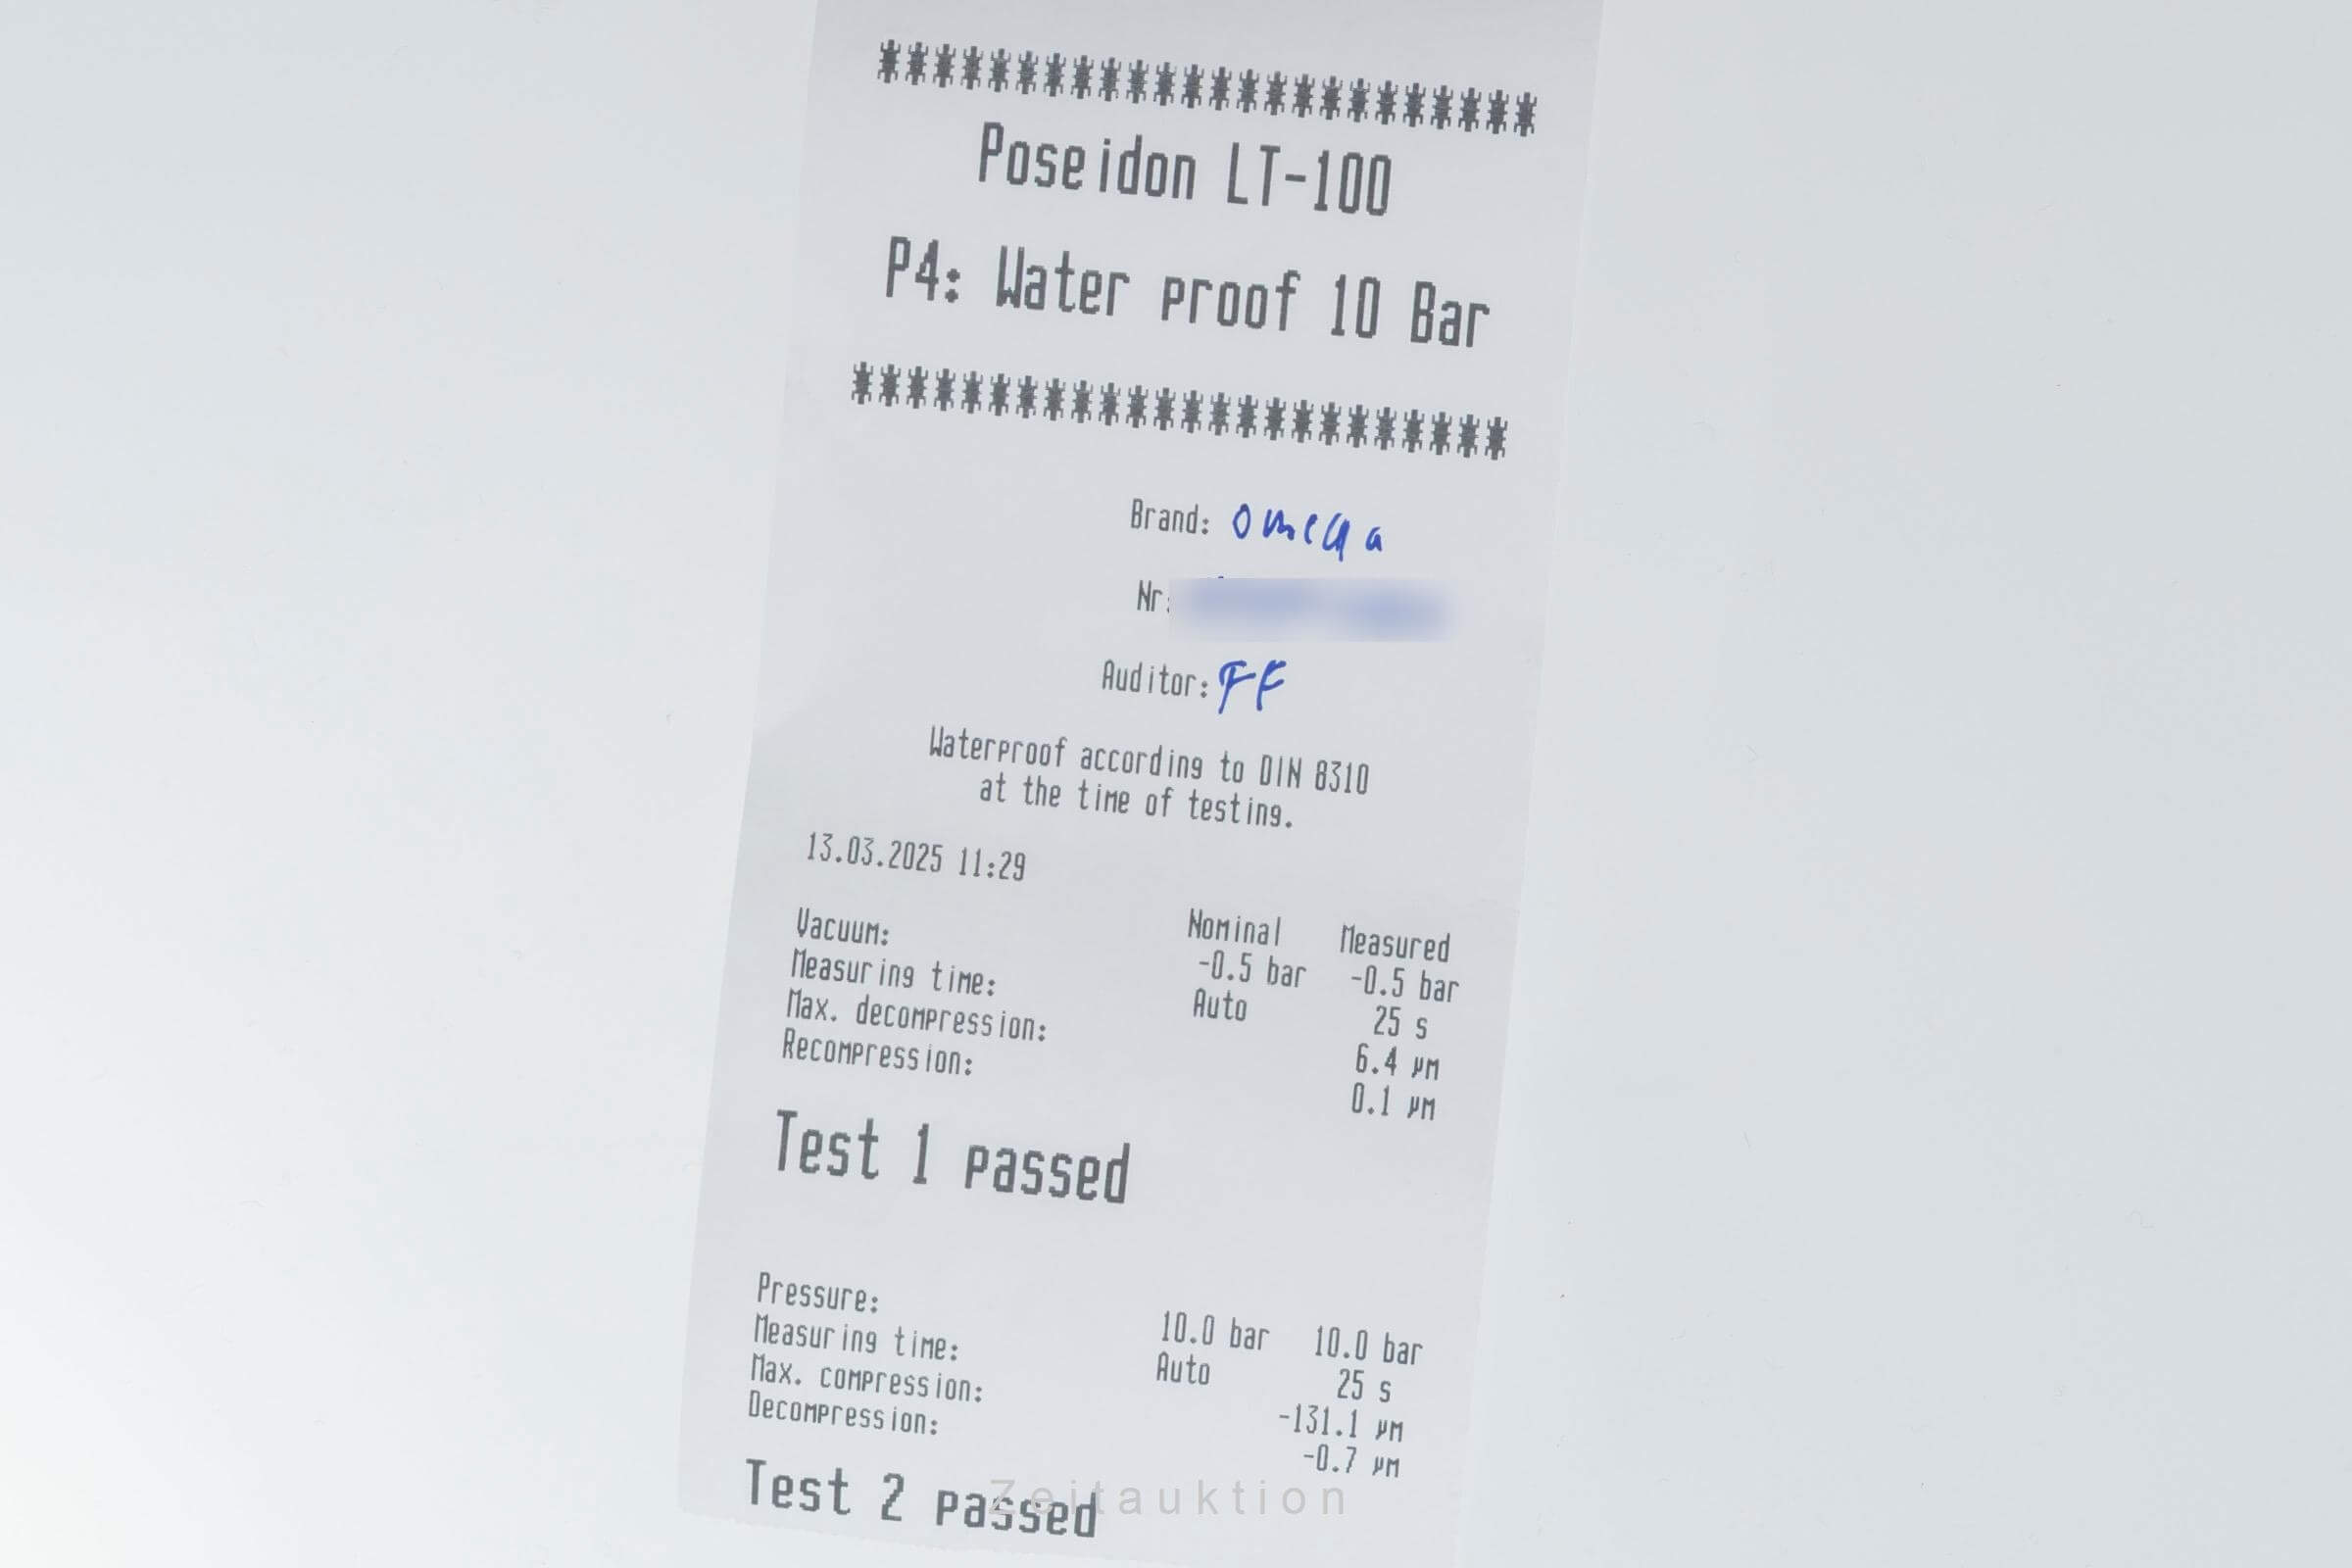 ************************
Poseidon LT-100
P4: Water proof 10 Bar
************************
Brand: omega
Nr:
Auditor: FF
Waterproof according to DIN 8310
at the time of testing.
13.03.2025 11:29
Nominal Measured
Vacuum: -0.5 bar -0.5 bar
Measuring time: Auto 25 s
Max. decompression: 6.4 µm
Recompression: 0.1 µm
Test 1 passed
Pressure: 10.0 bar 10.0 bar
Measuring time: Auto 25 s
Max. compression: -131.1 µm
Decompression: -0.7 µm
Test 2 passed
Zeitauktion